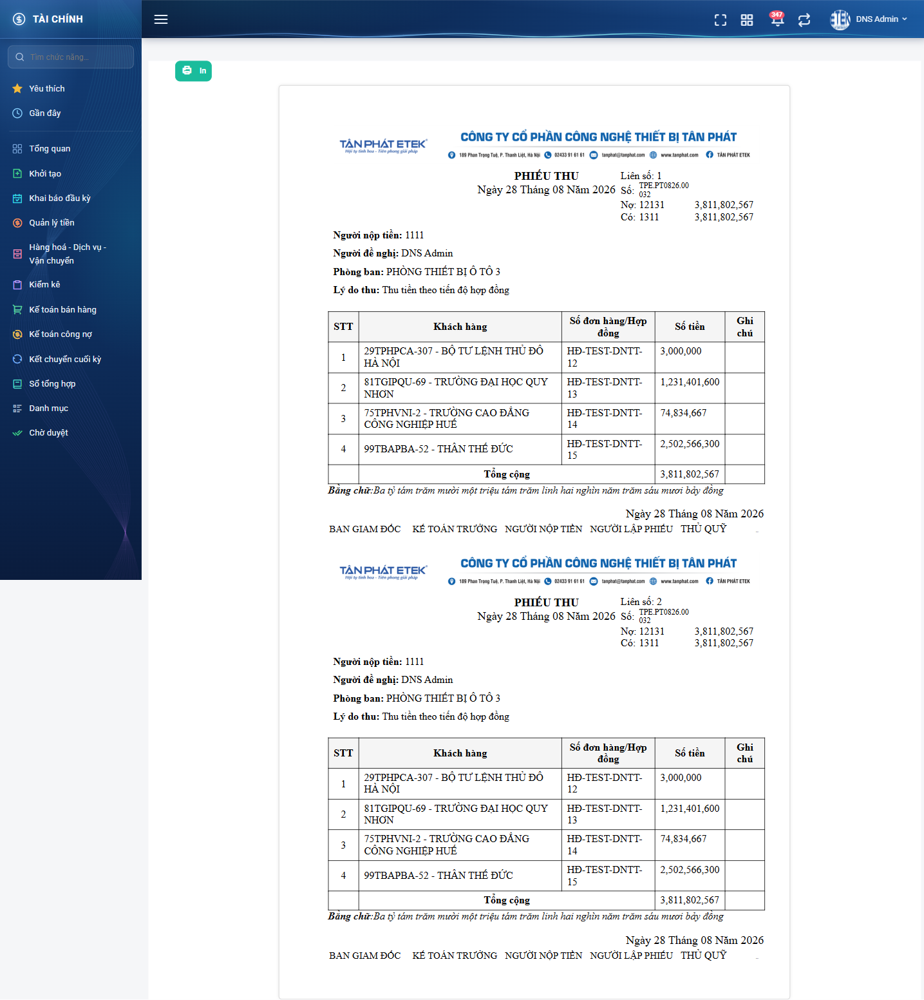 TÀI CHÍNH
Tìm chức năng...
Yêu thích
Gần đây
Tổng quan
Khởi tạo
Khai báo đầu kỳ
Quản lý tiền
Hàng hoá - Dịch vụ -
Vận chuyển
Kiểm kê
Kế toán bán hàng
Kế toán công nợ
Kết chuyển cuối kỳ
Sổ tổng hợp
Danh mục
Chờ duyệt
347
DNS Admin
In
TÂN PHÁT ETEK®
Hội tụ tinh hoa - Tiên phong giải pháp
CÔNG TY CỔ PHẦN CÔNG NGHỆ THIẾT BỊ TÂN PHÁT
189 Phan Trọng Tuệ, P. Thanh Liệt, Hà Nội 02433 91 61 61 tanphat@tanphat.com www.tanphat.com TÂN PHÁT ETEK
PHIẾU THU
Ngày 28 Tháng 08 Năm 2026
Liên số: 1
Số: TPE.PT0826.00
032
Nợ: 12131 3,811,802,567
Có: 1311 3,811,802,567
Người nộp tiền: 1111
Người đề nghị: DNS Admin
Phòng ban: PHÒNG THIẾT BỊ Ô TÔ 3
Lý do thu: Thu tiền theo tiến độ hợp đồng
STT Khách hàng Số đơn hàng/Hợp đồng Số tiền Ghi chú
1 29TPHPCA-307 - BỘ TƯ LỆNH THỦ ĐÔ HÀ NỘI HĐ-TEST-DNTT-12 3,000,000
2 81TGIPQU-69 - TRƯỜNG ĐẠI HỌC QUY NHƠN HĐ-TEST-DNTT-13 1,231,401,600
3 75TPHVNI-2 - TRƯỜNG CAO ĐẲNG CÔNG NGHIỆP HUẾ HĐ-TEST-DNTT-14 74,834,667
4 99TBAPBA-52 - THÂN THẾ ĐỨC HĐ-TEST-DNTT-15 2,502,566,300
Tổng cộng 3,811,802,567
Bằng chữ:Ba tỷ tám trăm mười một triệu tám trăm linh hai nghìn năm trăm sáu mươi bảy đồng
Ngày 28 Tháng 08 Năm 2026
BAN GIAM ĐỐC KẾ TOÁN TRƯỞNG NGƯỜI NỘP TIỀN NGƯỜI LẬP PHIẾU THỦ QUỸ
TÂN PHÁT ETEK®
Hội tụ tinh hoa - Tiên phong giải pháp
CÔNG TY CỔ PHẦN CÔNG NGHỆ THIẾT BỊ TÂN PHÁT
189 Phan Trọng Tuệ, P. Thanh Liệt, Hà Nội 02433 91 61 61 tanphat@tanphat.com www.tanphat.com TÂN PHÁT ETEK
PHIẾU THU
Ngày 28 Tháng 08 Năm 2026
Liên số: 2
Số: TPE.PT0826.00
032
Nợ: 12131 3,811,802,567
Có: 1311 3,811,802,567
Người nộp tiền: 1111
Người đề nghị: DNS Admin
Phòng ban: PHÒNG THIẾT BỊ Ô TÔ 3
Lý do thu: Thu tiền theo tiến độ hợp đồng
STT Khách hàng Số đơn hàng/Hợp đồng Số tiền Ghi chú
1 29TPHPCA-307 - BỘ TƯ LỆNH THỦ ĐÔ HÀ NỘI HĐ-TEST-DNTT-12 3,000,000
2 81TGIPQU-69 - TRƯỜNG ĐẠI HỌC QUY NHƠN HĐ-TEST-DNTT-13 1,231,401,600
3 75TPHVNI-2 - TRƯỜNG CAO ĐẲNG CÔNG NGHIỆP HUẾ HĐ-TEST-DNTT-14 74,834,667
4 99TBAPBA-52 - THÂN THẾ ĐỨC HĐ-TEST-DNTT-15 2,502,566,300
Tổng cộng 3,811,802,567
Bằng chữ:Ba tỷ tám trăm mười một triệu tám trăm linh hai nghìn năm trăm sáu mươi bảy đồng
Ngày 28 Tháng 08 Năm 2026
BAN GIAM ĐỐC KẾ TOÁN TRƯỞNG NGƯỜI NỘP TIỀN NGƯỜI LẬP PHIẾU THỦ QUỸ